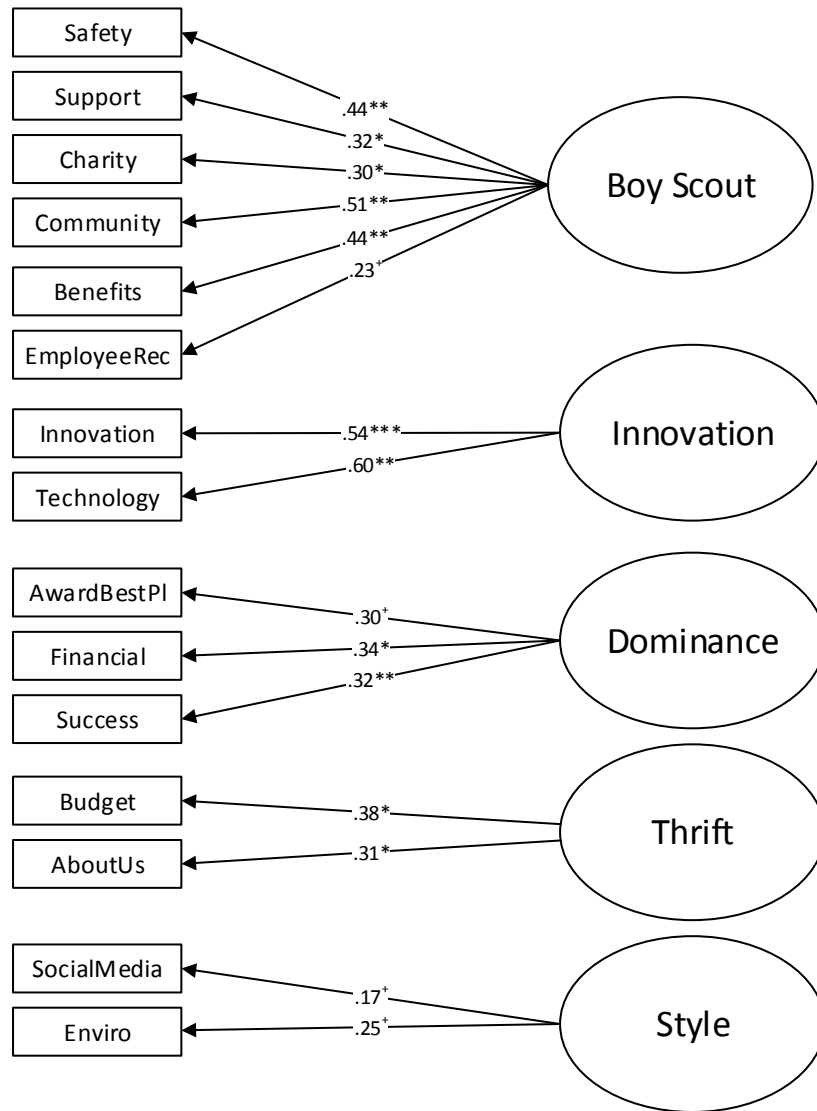 Safety
.44**
Support
.32*
Boy Scout
Charity
.30*
Community
.51**
Benefits
.44**
EmployeeRec
.23+
Innovation
.54***
Innovation
Technology
.60**
AwardBestPl
.30+
Dominance
Financial
.34*
Success
.32**
Budget
.38*
Thrift
AboutUs
.31*
SocialMedia
.17+
Style
Enviro
.25+